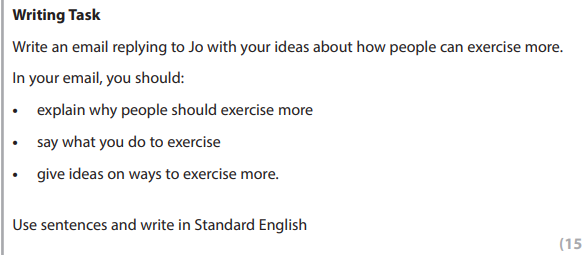 Writing Task
Write an email replying to Jo with your ideas about how people can exercise more.
In your email, you should:
• explain why people should exercise more
• say what you do to exercise
• give ideas on ways to exercise more.
Use sentences and write in Standard English
(15